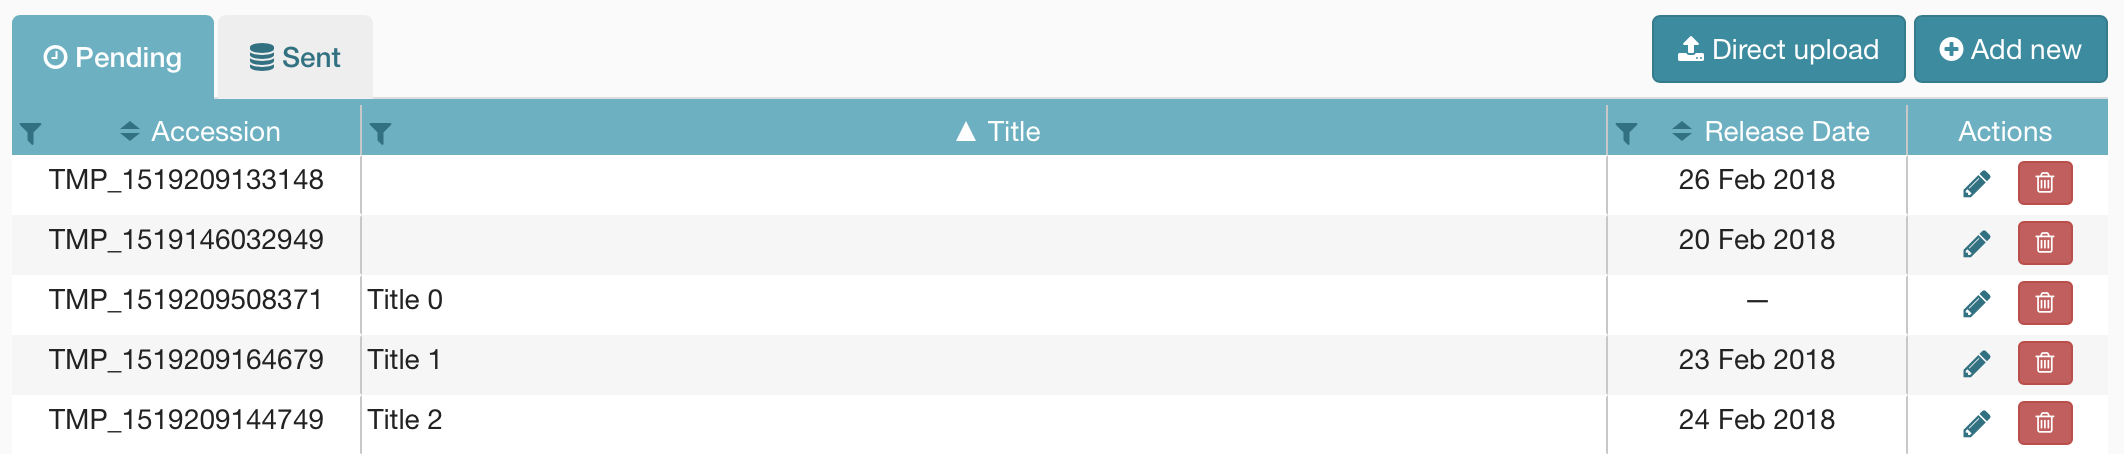 Pending Sent Direct upload Add new
Accession Title Release Date Actions
TMP_1519209133148 26 Feb 2018
TMP_1519146032949 20 Feb 2018
TMP_1519209508371 Title 0 —
TMP_1519209164679 Title 1 23 Feb 2018
TMP_1519209144749 Title 2 24 Feb 2018